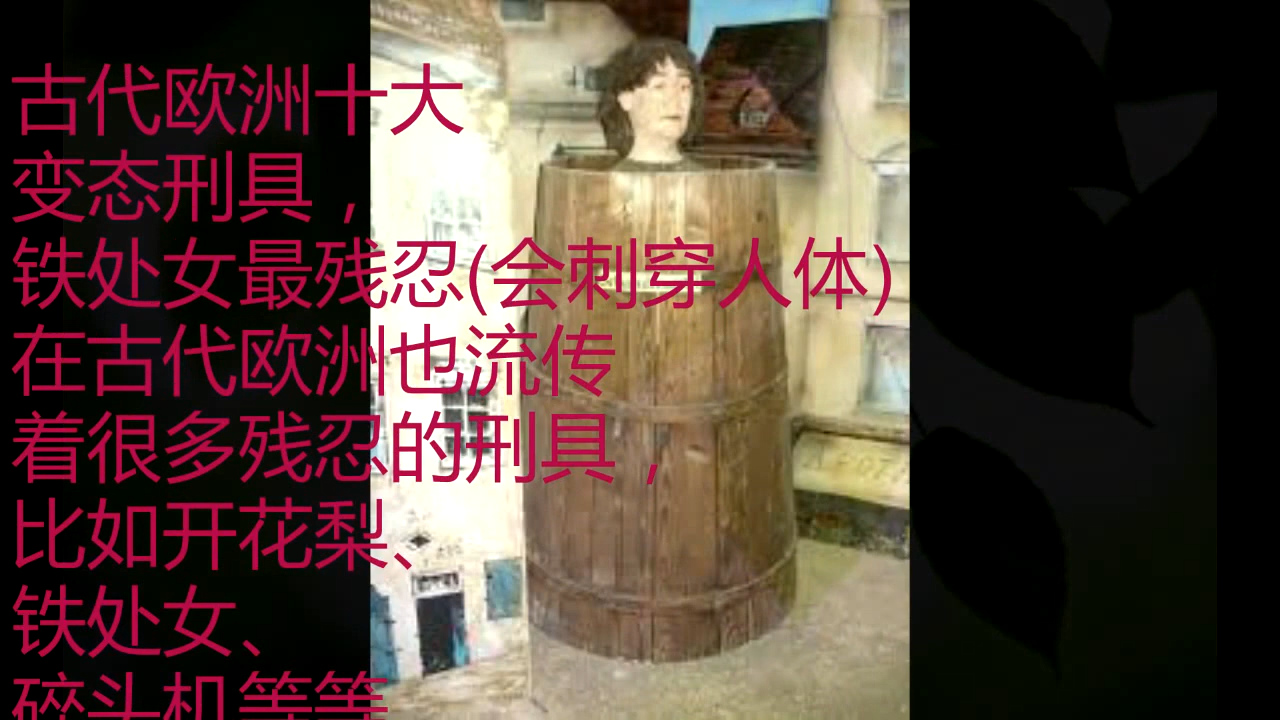 古代欧洲十大
变态刑具，
铁处女最残忍(会刺穿人体)
在古代欧洲也流传
着很多残忍的刑具，
比如开花梨、
铁处女、
碎头机等等